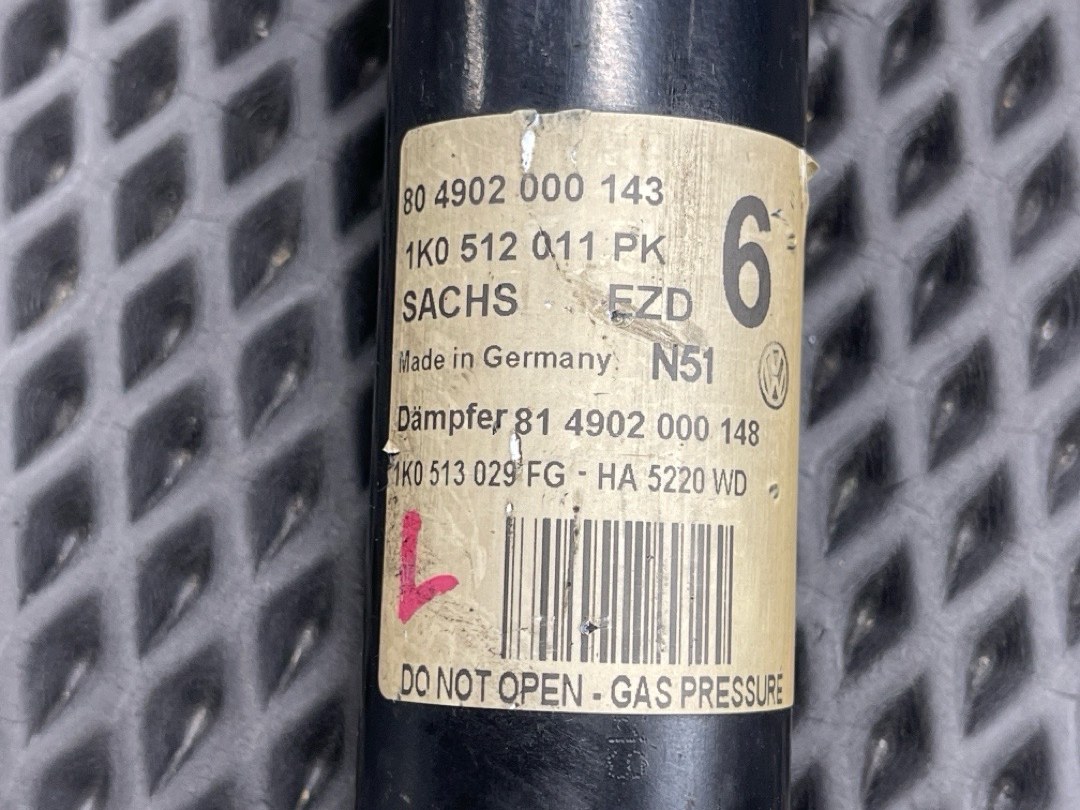 80 4902 000 143
1K0 512 011 PK
6
SACHS EZD
Made in Germany N51
Dämpfer 81 4902 000 148
1K0 513 029 FG - HA 5220 WD
L
DO NOT OPEN - GAS PRESSURE